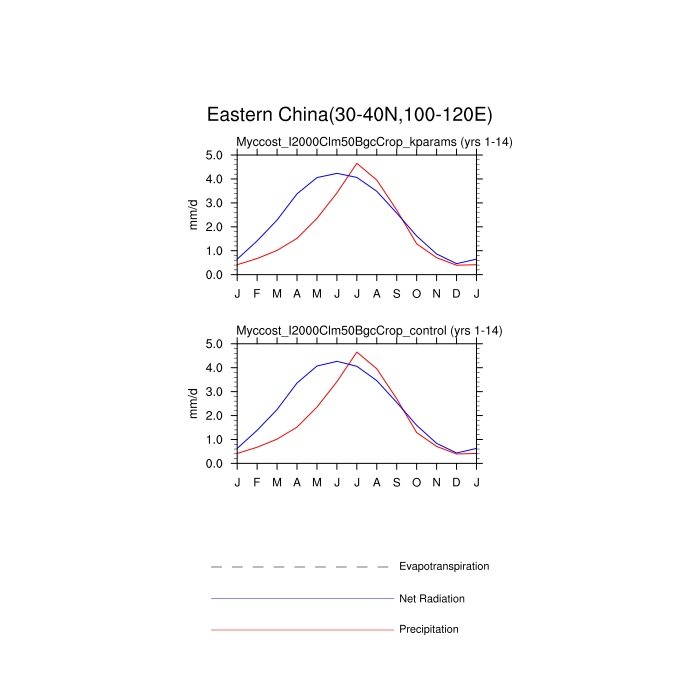 Eastern China(30-40N,100-120E)
Myccost_I2000Clm50BgcCrop_kparams (yrs 1-14)
5.0
4.0
3.0
2.0
1.0
0.0
mm/d
J F M A M J J A S O N D J
Myccost_I2000Clm50BgcCrop_control (yrs 1-14)
5.0
4.0
3.0
2.0
1.0
0.0
mm/d
J F M A M J J A S O N D J
Evapotranspiration
Net Radiation
Precipitation